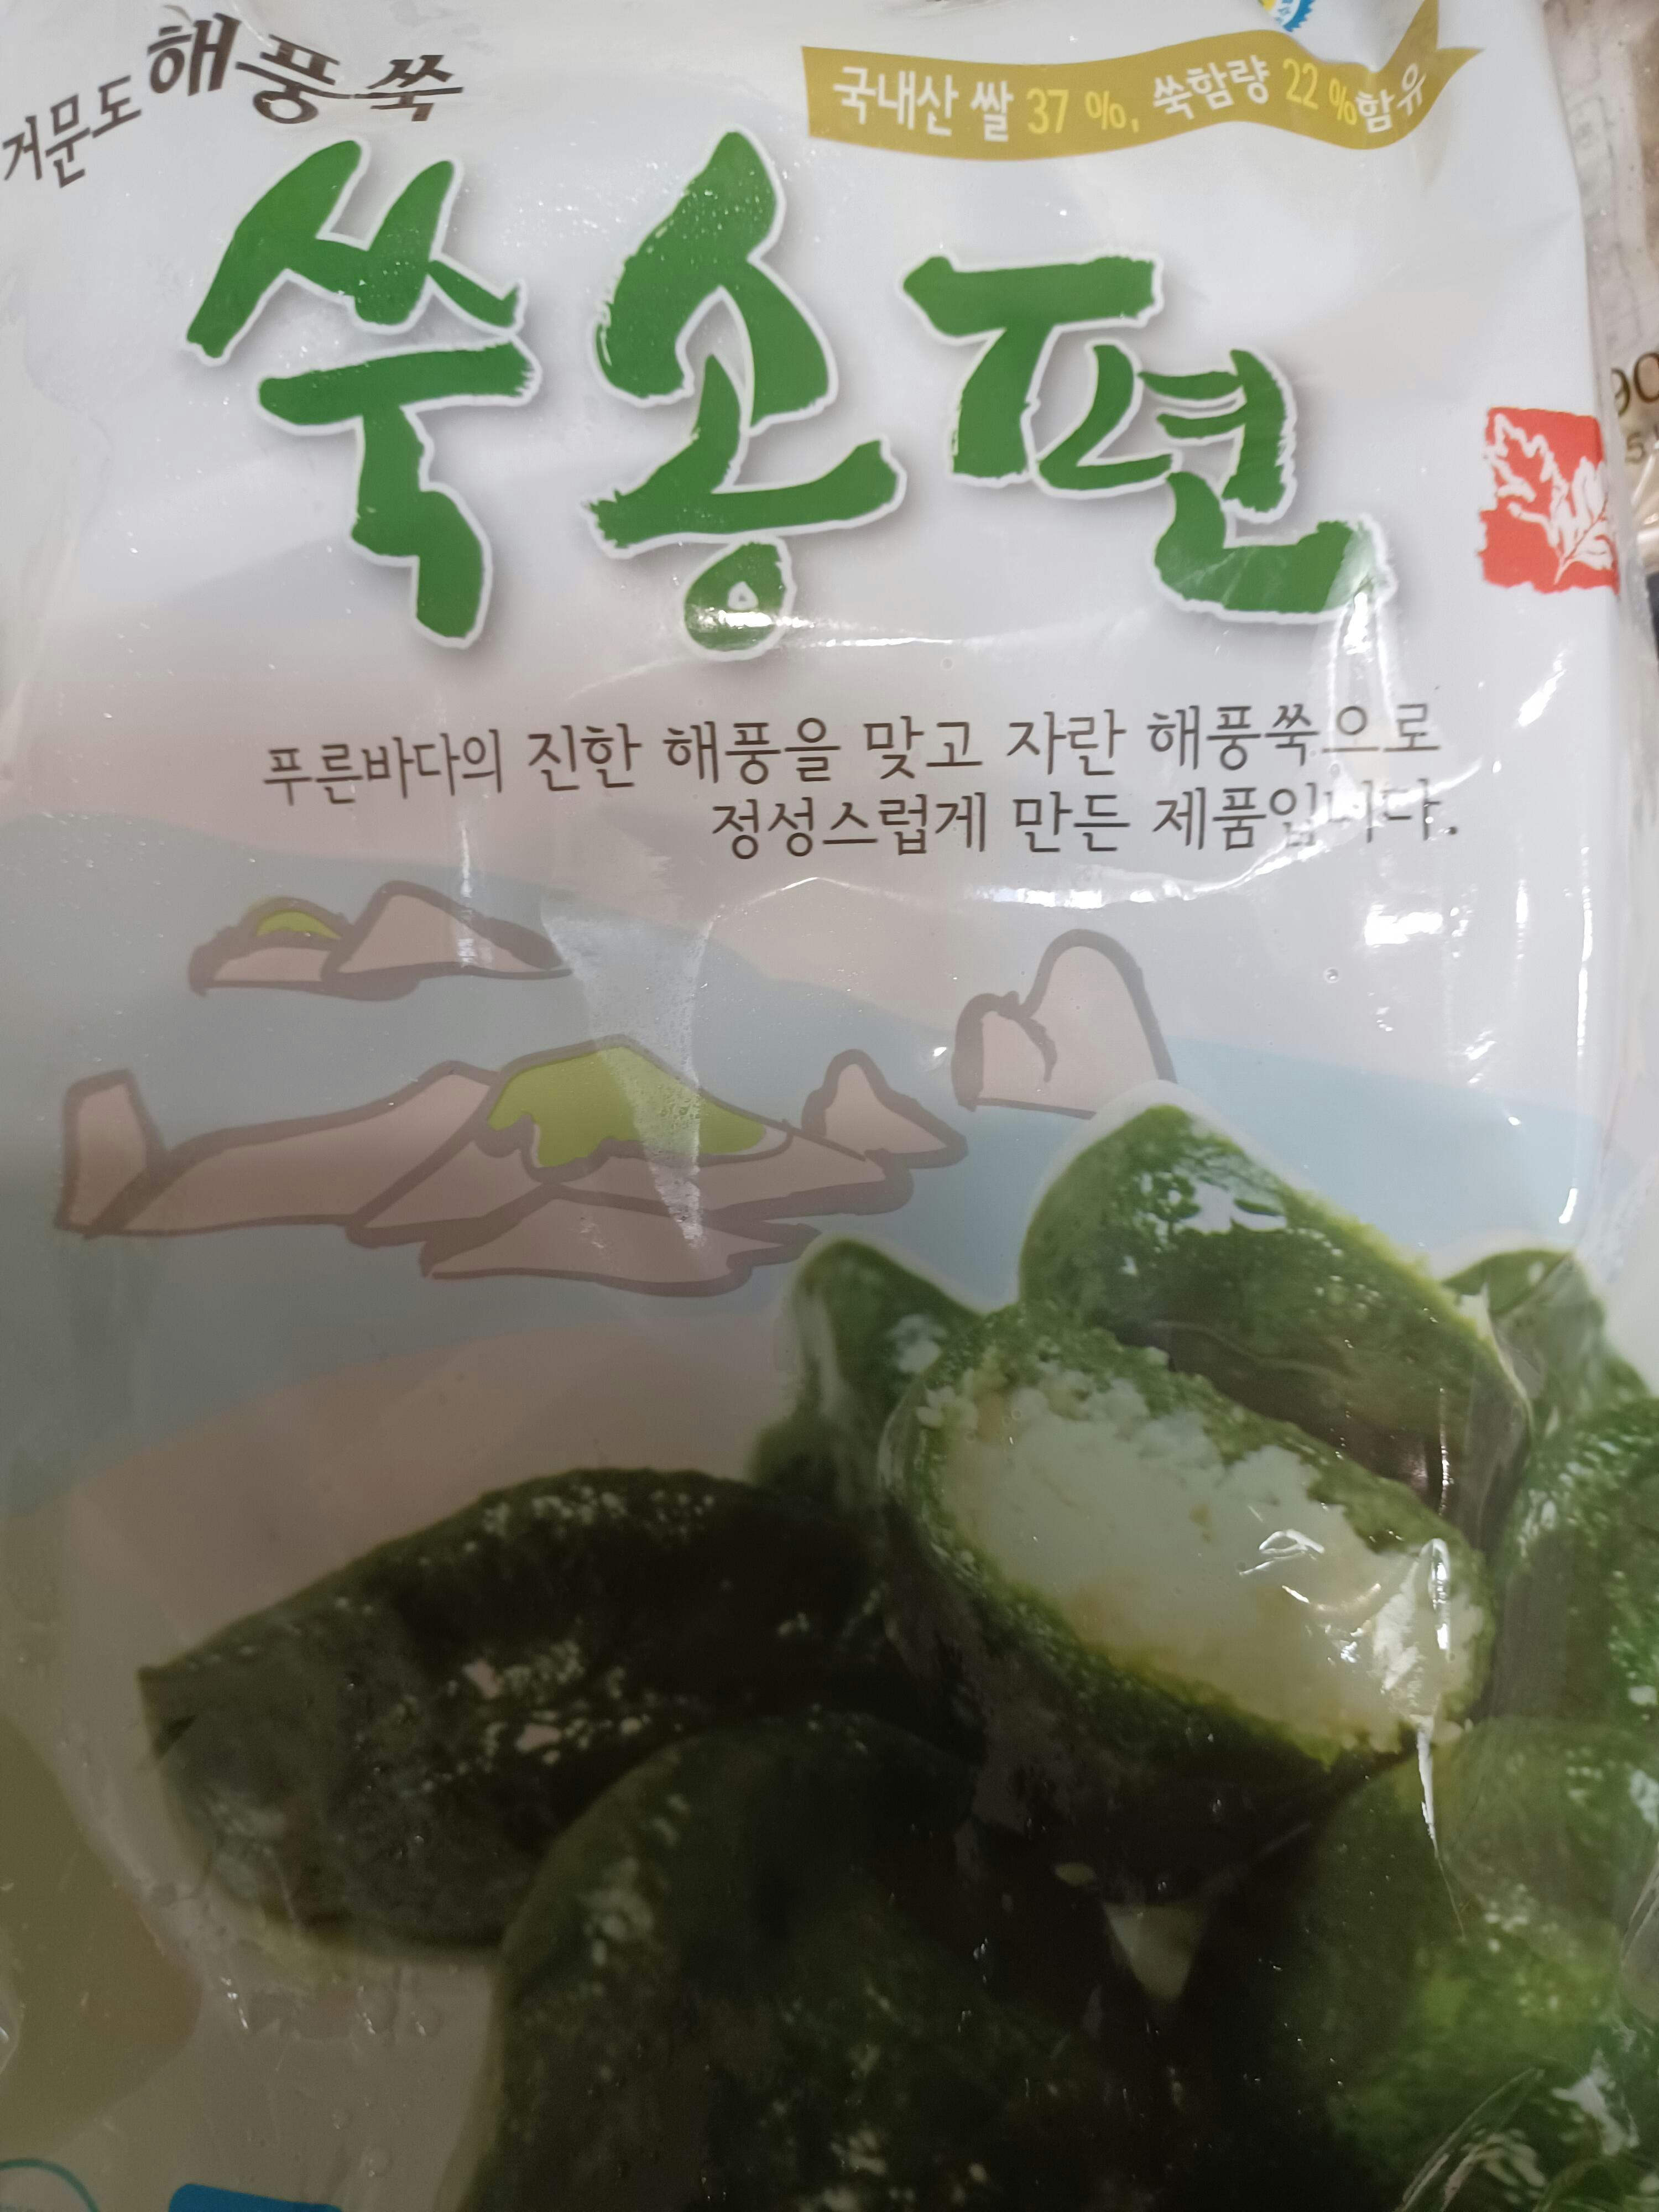 거문도 해풍쑥
국내산 쌀 37 %, 쑥함량 22 %함유
쑥송편
푸른바다의 진한 해풍을 맞고 자란 해풍쑥으로
정성스럽게 만든 제품입니다.